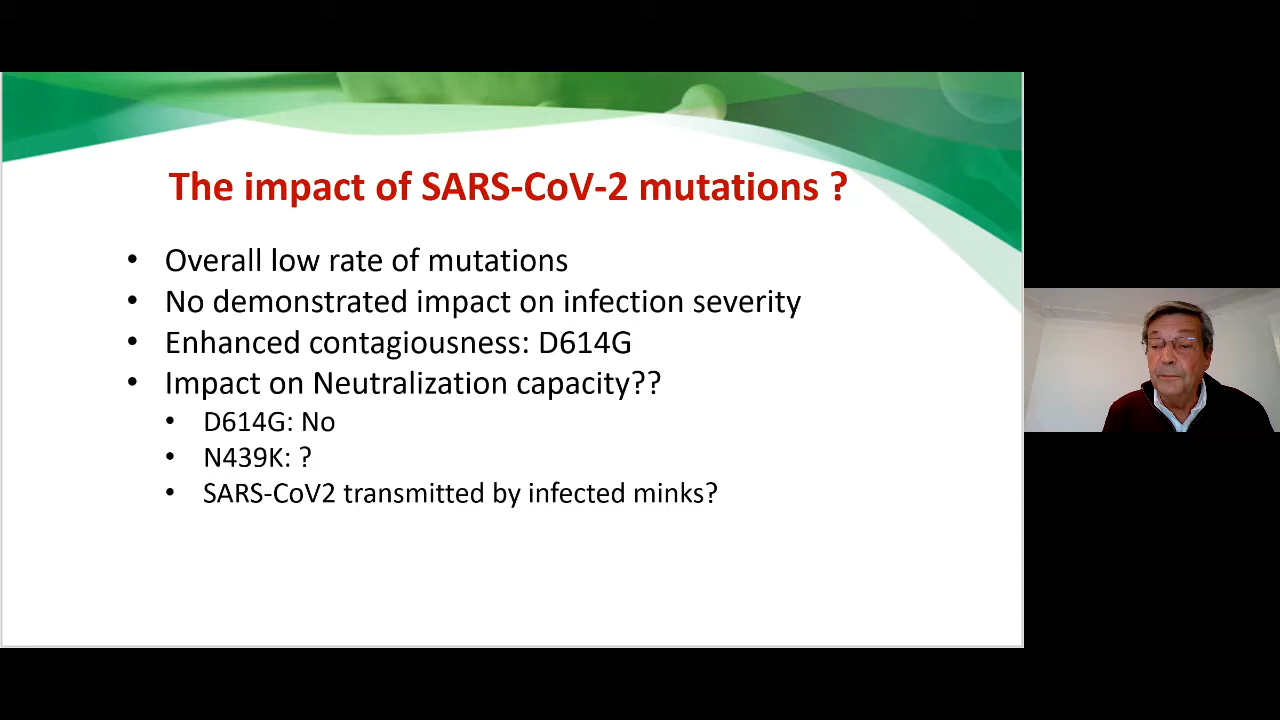 The impact of SARS-CoV-2 mutations ?
• Overall low rate of mutations
• No demonstrated impact on infection severity
• Enhanced contagiousness: D614G
• Impact on Neutralization capacity??
• D614G: No
• N439K: ?
• SARS-CoV2 transmitted by infected minks?